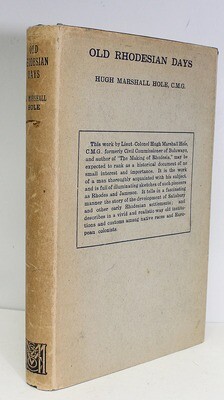 OLD
RHODESIAN
DAYS
MARSHALL
HOLE
OLD RHODESIAN DAYS
HUGH MARSHALL HOLE, C.M.G.
This work by Lieut.-Colonel Hugh Marshall Hole,
C.M.G. formerly Civil Commissioner of Bulawayo,
and author of "The Making of Rhodesia," may be
expected to rank as a historical document of no
small interest and importance. It is the work
of a man thoroughly acquainted with his subject
and is full of illuminating sketches of such pioneers
as Rhodes and Jameson. It tells in a fascinating
manner the story of the development of Salisbury
and other early Rhodesian settlements; and
describes in a vivid and realistic way old
and customs among native races and
pean colonists